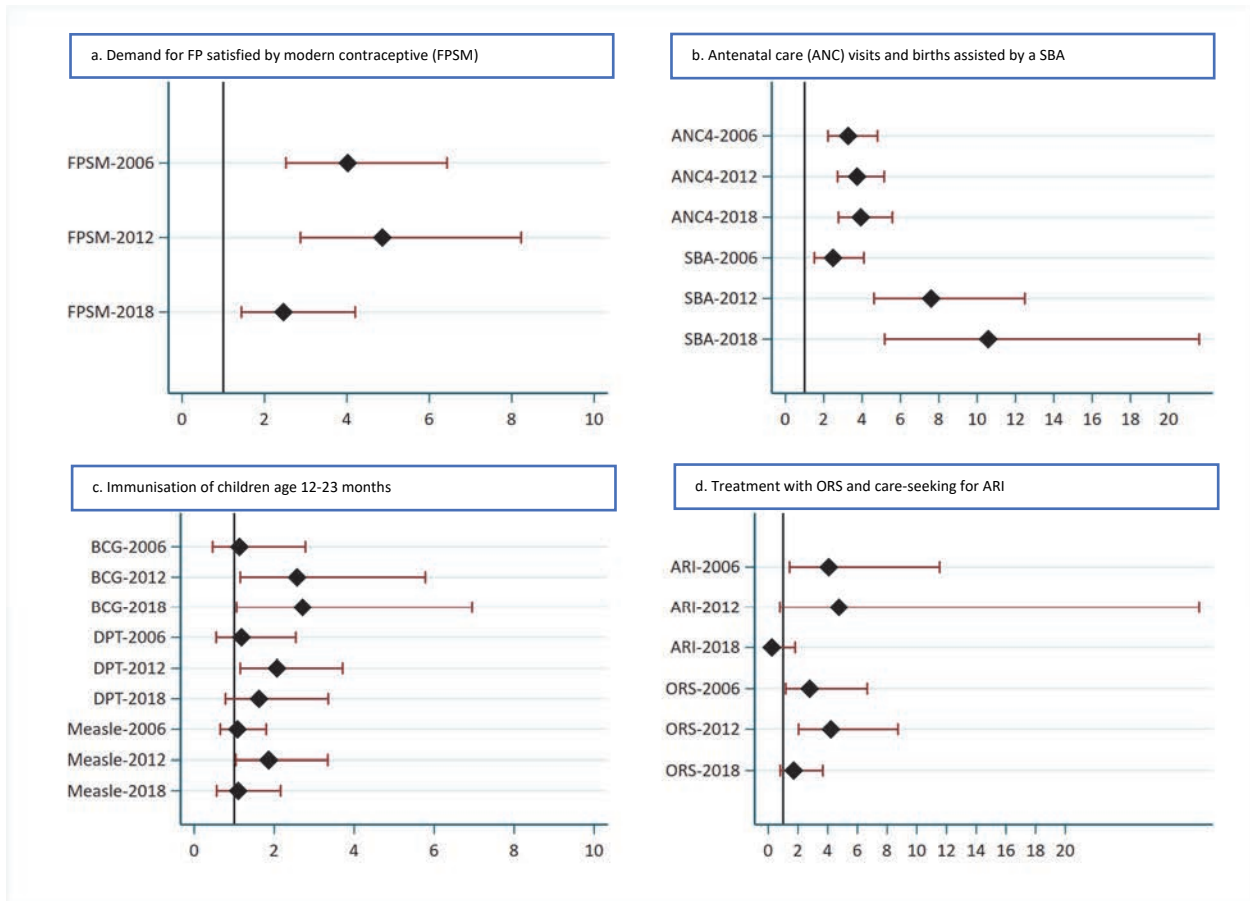 a. Demand for FP satisfied by modern contraceptive (FPSM)
FPSM-2006
FPSM-2012
FPSM-2018
0 2 4 6 8 10
b. Antenatal care (ANC) visits and births assisted by a SBA
ANC4-2006
ANC4-2012
ANC4-2018
SBA-2006
SBA-2012
SBA-2018
0 2 4 6 8 10 12 14 16 18 20
c. Immunisation of children age 12-23 months
BCG-2006
BCG-2012
BCG-2018
DPT-2006
DPT-2012
DPT-2018
Measle-2006
Measle-2012
Measle-2018
0 2 4 6 8 10
d. Treatment with ORS and care-seeking for ARI
ARI-2006
ARI-2012
ARI-2018
ORS-2006
ORS-2012
ORS-2018
0 2 4 6 8 10 12 14 16 18 20